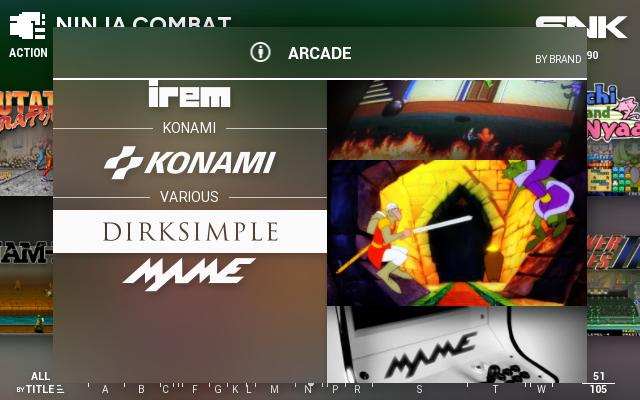 NINJA COMBAT
SNK
ACTION
90
ARCADE
BY BRAND
irem
KONAMI
KONAMI
VARIOUS
DIRKSIMPLE
MAME
MAME
ALL
BY TITLE
A B C F G K L M N P R S T W
51
105